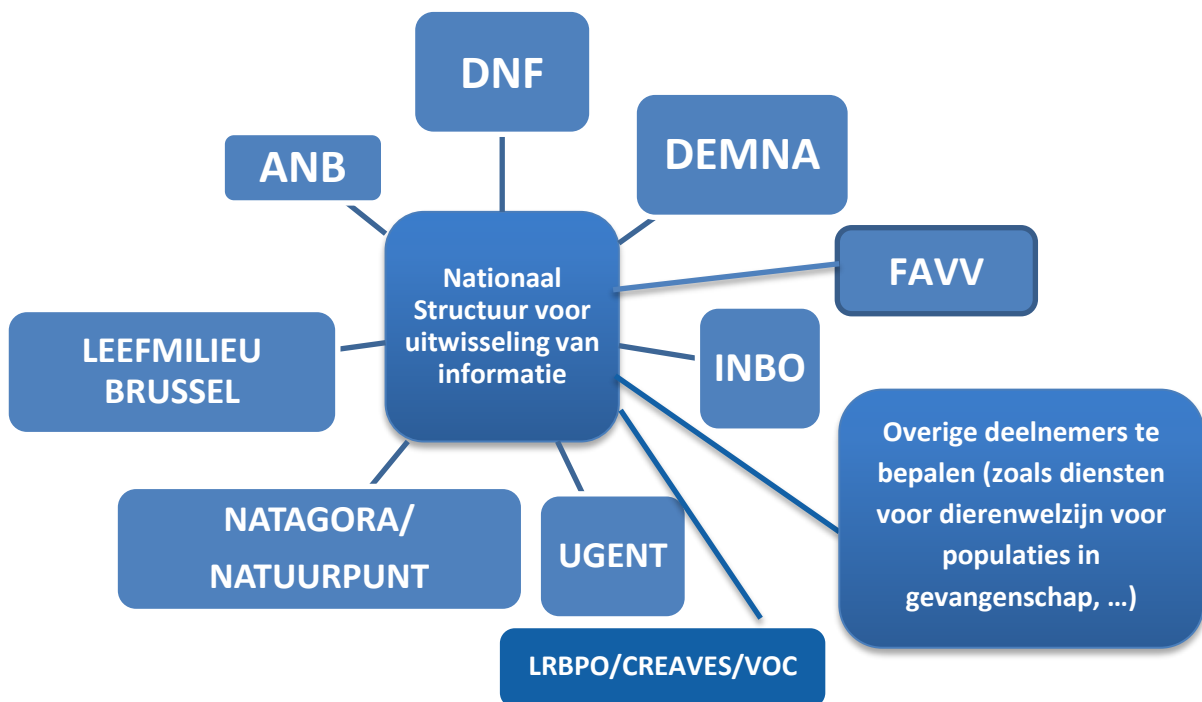 DNF
DEMNA
ANB
FAVV
Nationaal
Structuur voor
uitwisseling van
informatie
LEEFMILIEU
BRUSSEL
INBO
Overige deelnemers te
bepalen (zoals diensten
voor dierenwelzijn voor
populaties in
gevangenschap, ...)
NATAGORA/
NATUURPUNT
UGENT
LRBPO/CREAVES/VOC